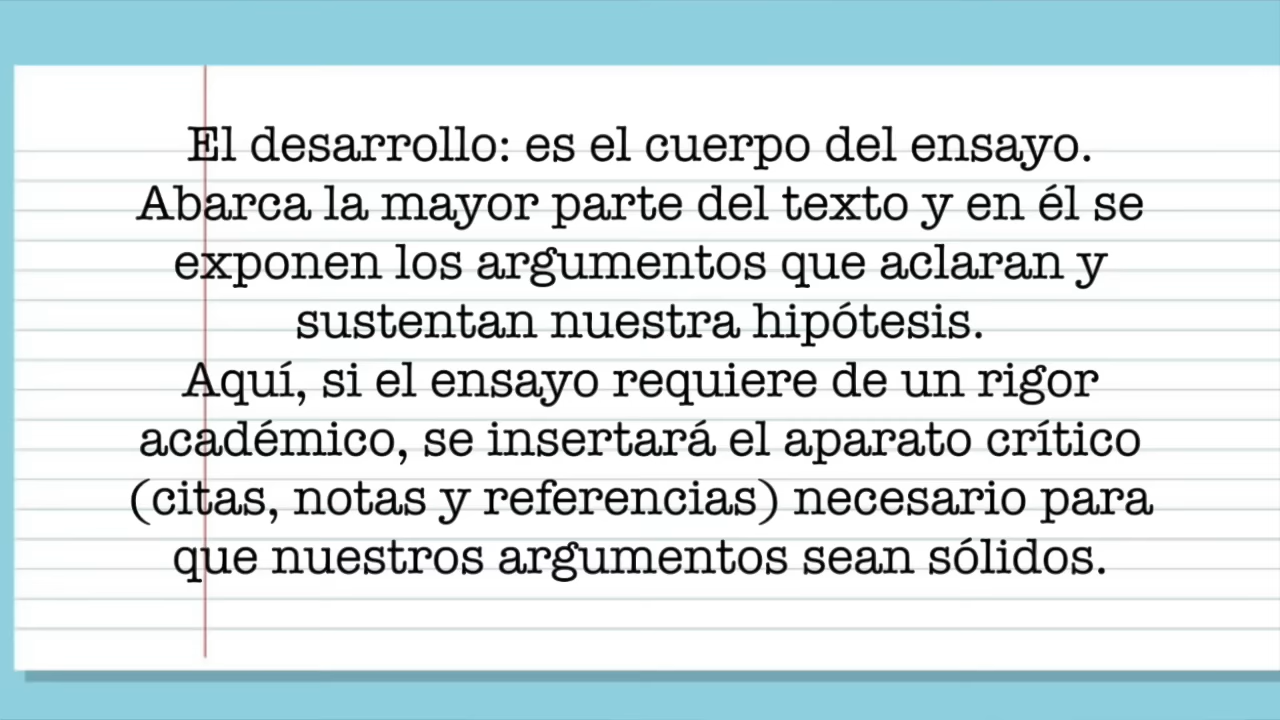 El desarrollo: es el cuerpo del ensayo.
Abarca la mayor parte del texto y en él se
exponen los argumentos que aclaran y
sustentan nuestra hipótesis.
Aquí, si el ensayo requiere de un rigor
académico, se insertará el aparato crítico
(citas, notas y referencias) necesario para
que nuestros argumentos sean sólidos.